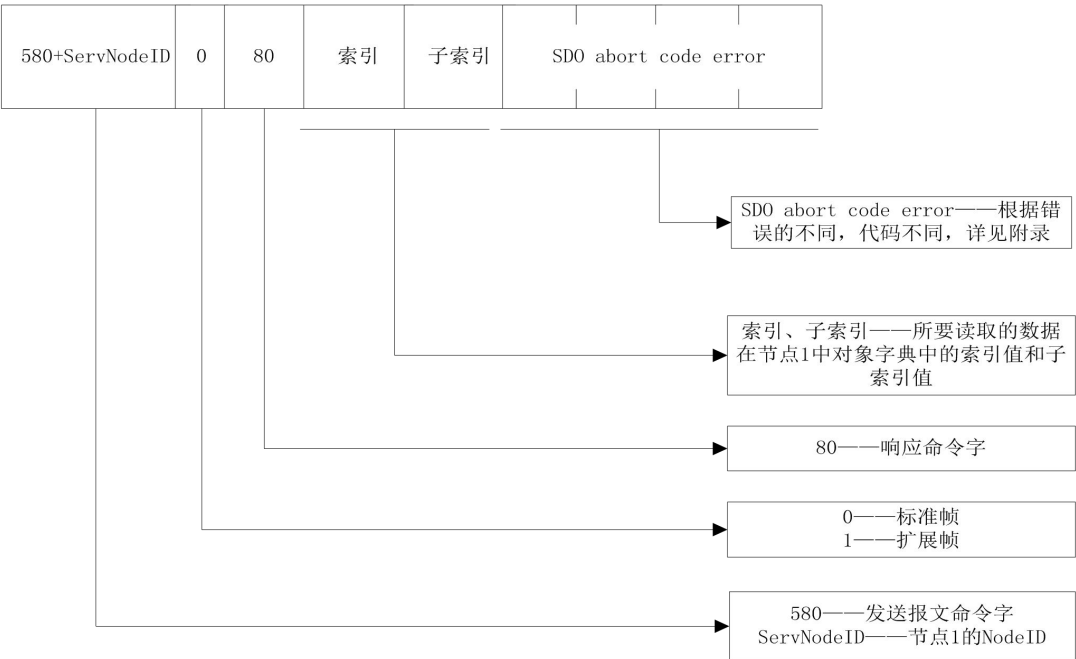 580+ServNodeID 0 80 索引 子索引 SDO abort code error
SDO abort code error——根据错
误的不同，代码不同，详见附录
索引、子索引——所要读取的数据
在节点1中对象字典中的索引值和子
索引值
80——响应命令字
0——标准帧
1——扩展帧
580——发送报文命令字
ServNodeID——节点1的NodeID